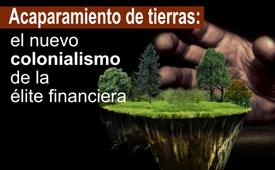 Acaparamiento de tierras:
el nuevo
colonialismo
de la
élite financiera